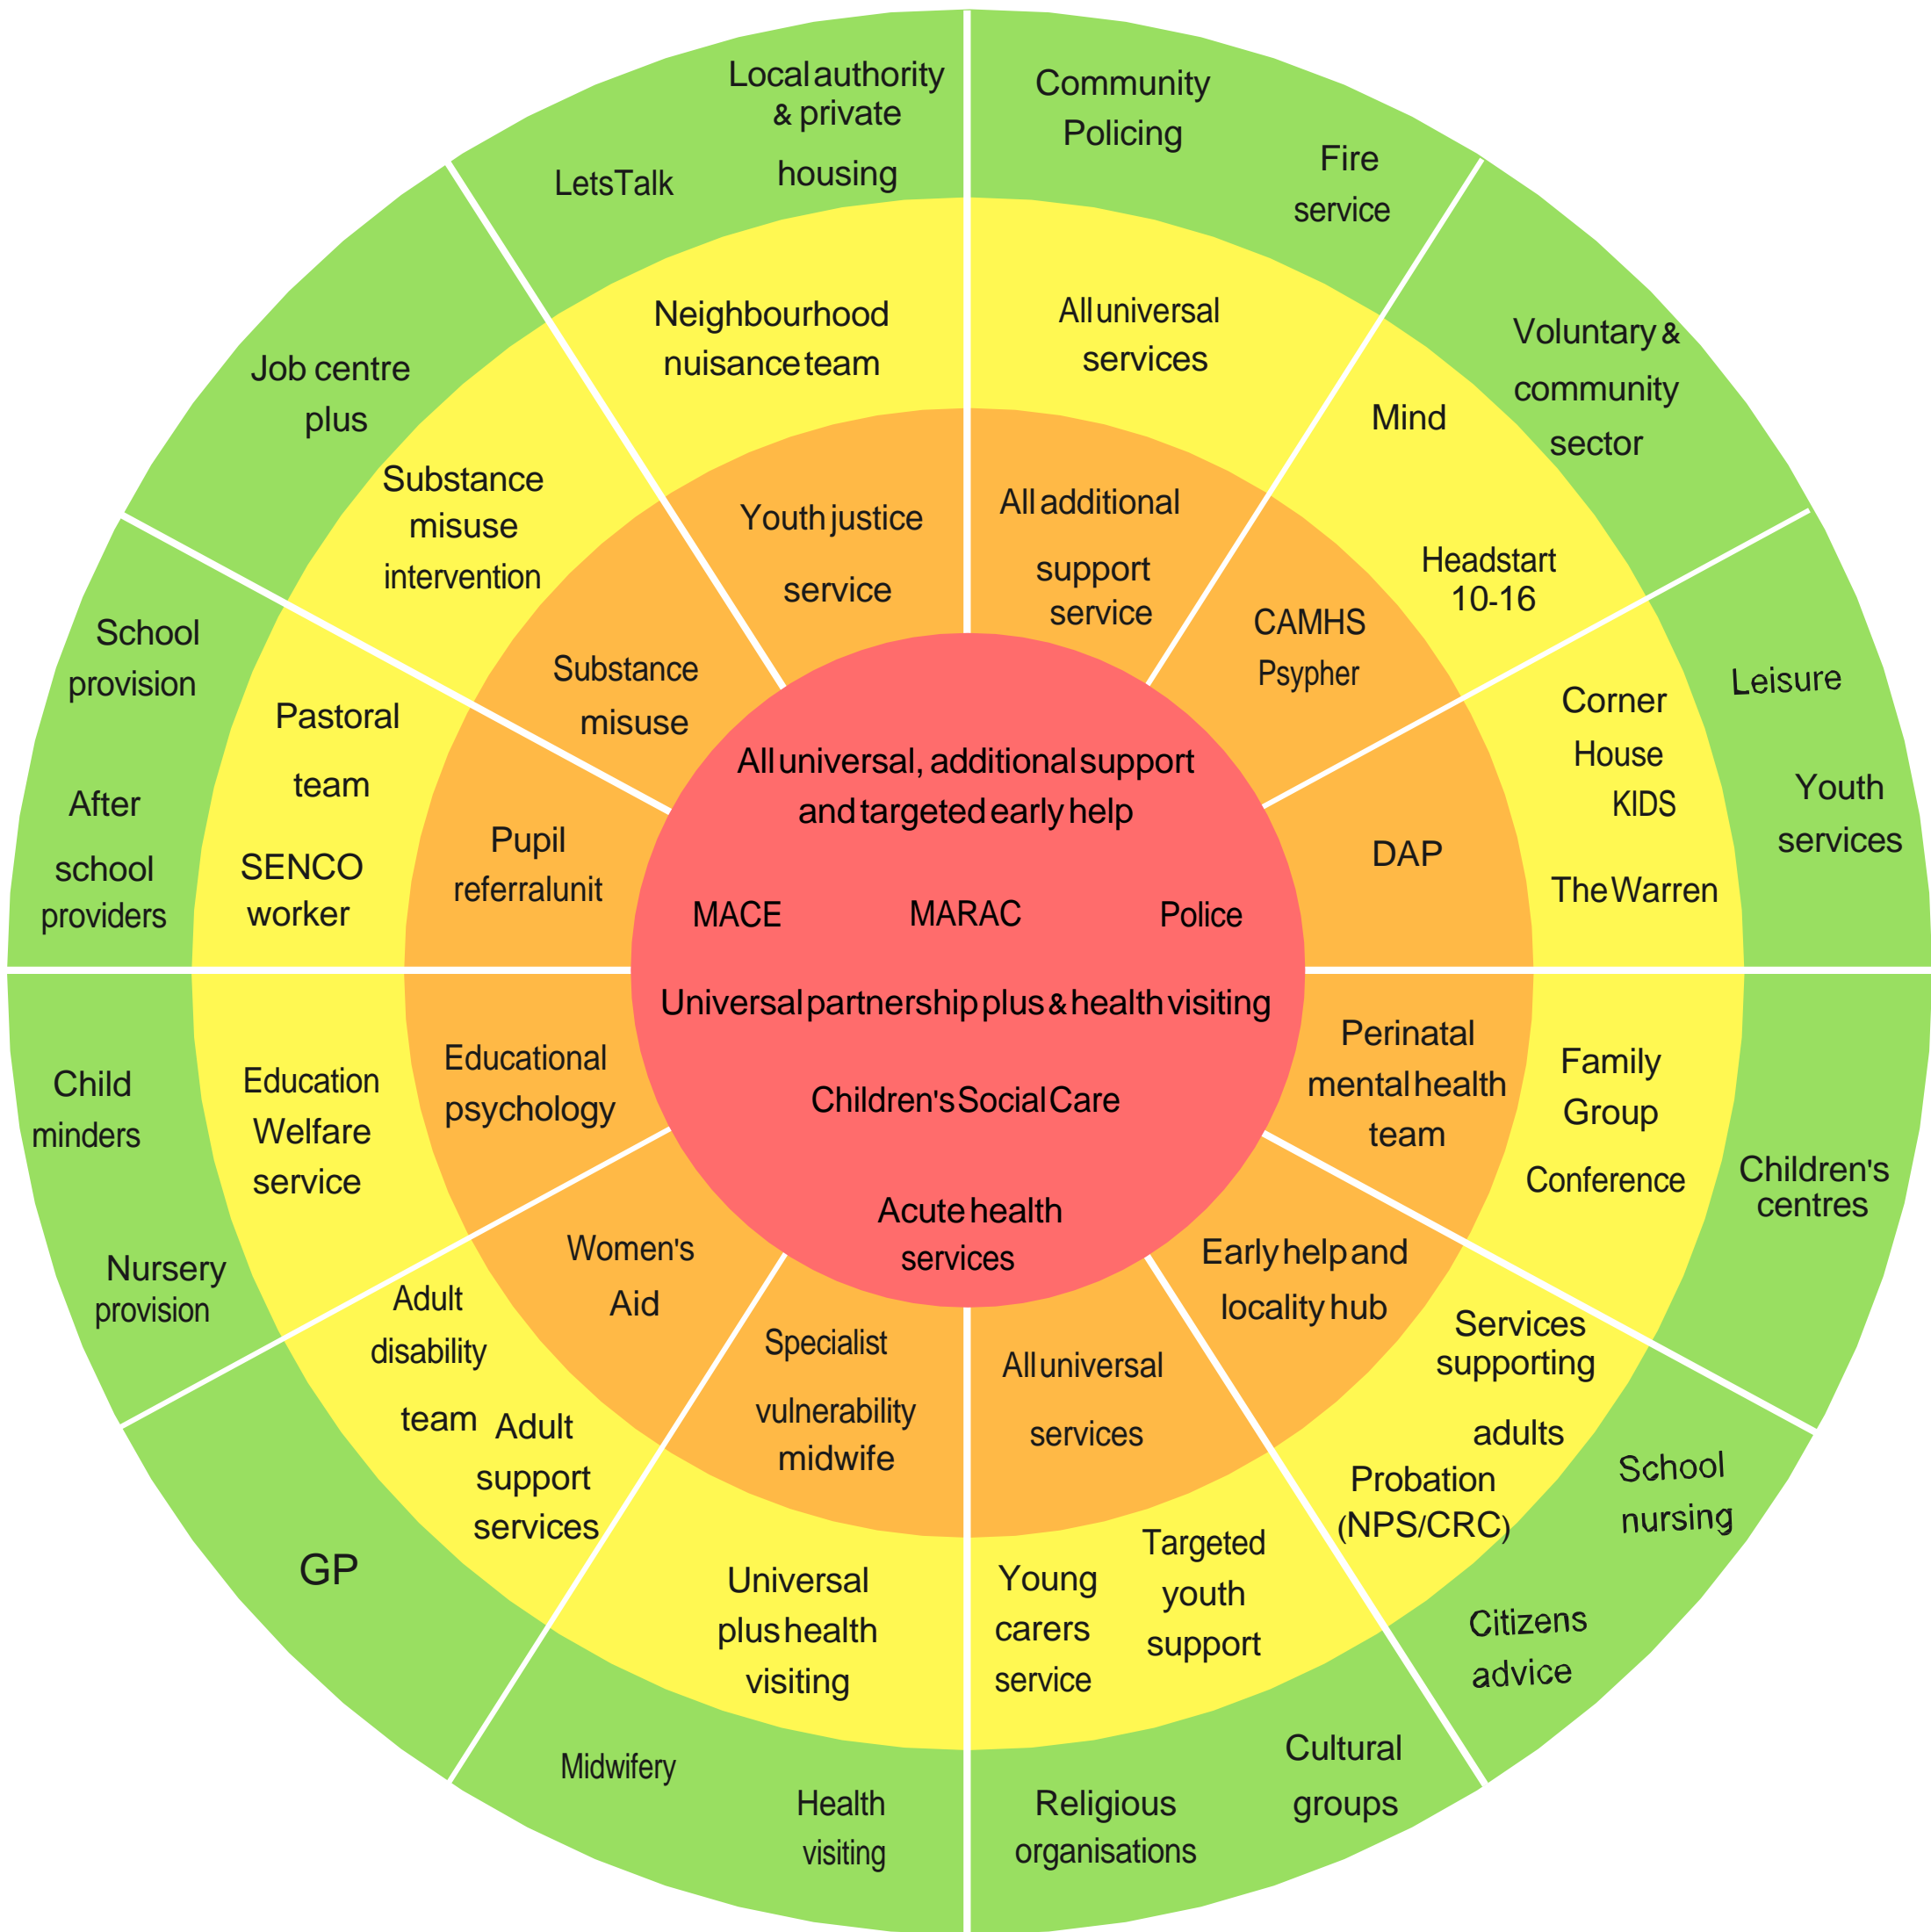 Local authority
& private
housing
LetsTalk
Community
Policing
Fire
service
Voluntary &
community
sector
Leisure
Youth
services
Children's
centres
School
nursing
Citizens
advice
Cultural
groups
Religious
organisations
Health
visiting
Midwifery
GP
Nursery
provision
Child
minders
After
school
providers
School
provision
Job centre
plus
Neighbourhood
nuisance team
All universal
services
Mind
Headstart
10-16
Corner
House
KIDS
The Warren
Family
Group
Conference
Services
supporting
adults
Probation
(NPS/CRC)
Targeted
youth
support
Young
carers
service
Universal
plus health
visiting
Adult
support
services
Adult
disability
team
Education
Welfare
service
SENCO
worker
Pastoral
team
Substance
misuse
intervention
Youth justice
service
All additional
support
service
CAMHS
Psypher
DAP
Perinatal
mental health
team
Early help and
locality hub
All universal
services
Specialist
vulnerability
midwife
Women's
Aid
Educational
psychology
Pupil
referral unit
Substance
misuse
All universal, additional support
and targeted early help
MACE MARAC Police
Universal partnership plus & health visiting
Children's Social Care
Acute health
services